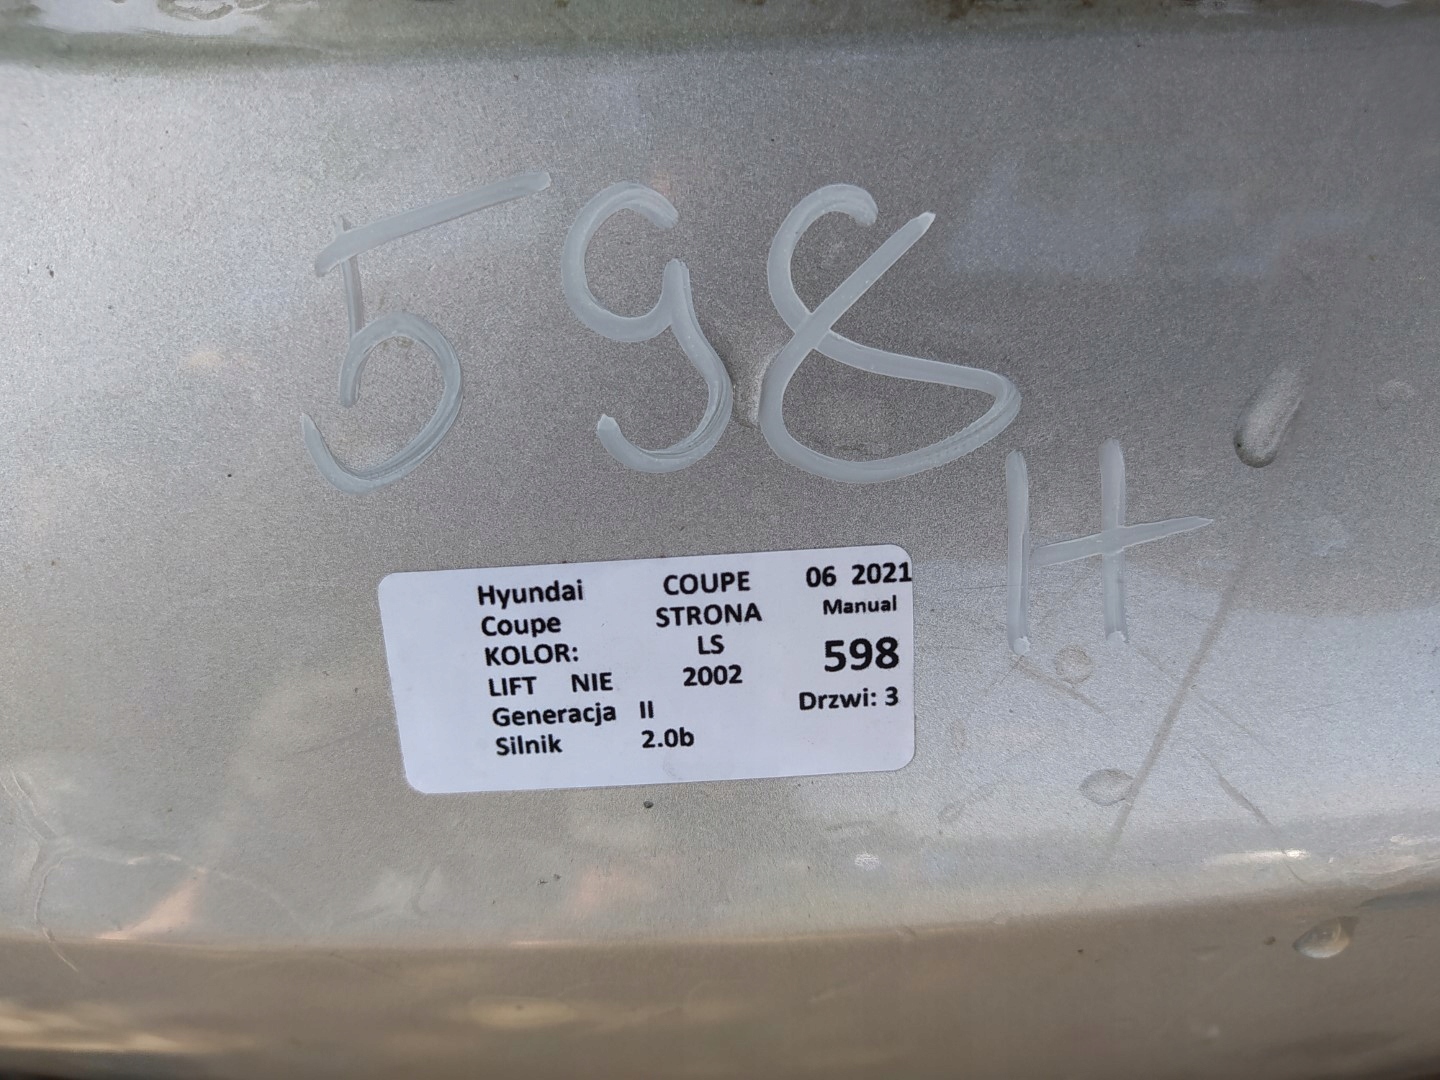 598
H
Hyundai COUPE 06 2021
Coupe STRONA Manual
KOLOR: LS 598
LIFT NIE 2002
Generacja II Drzwi: 3
Silnik 2.0b